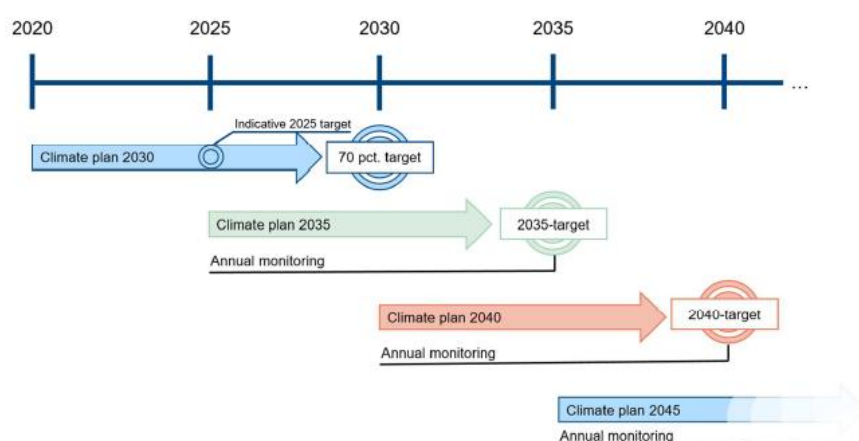 2020 2025 2030 2035 2040
...
Indicative 2025 target
Climate plan 2030 70 pct. target
Climate plan 2035 2035-target
Annual monitoring
Climate plan 2040 2040-target
Annual monitoring
Climate plan 2045
Annual monitoring